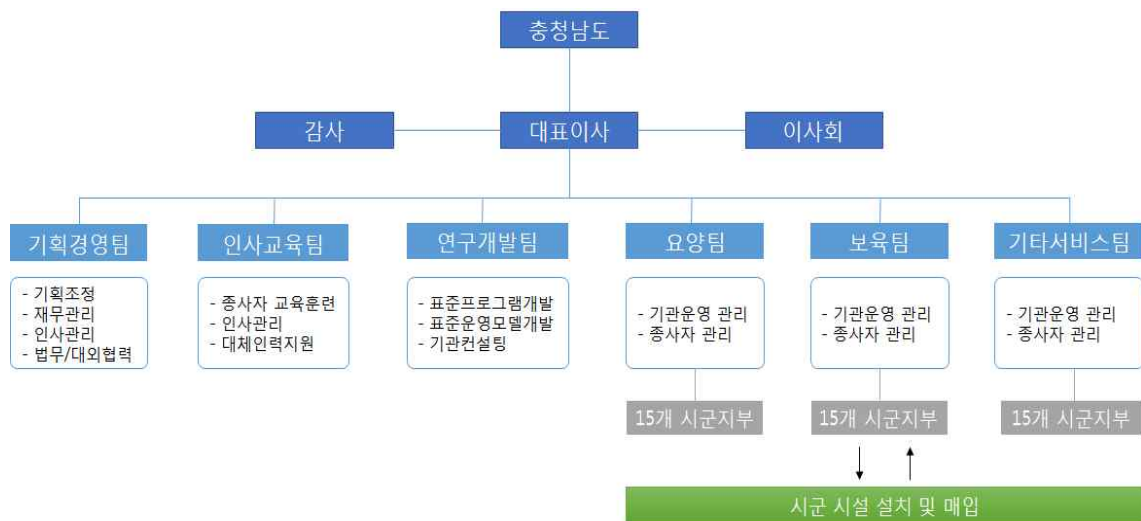 충청남도
감사
대표이사
이사회
기획경영팀
인사교육팀
연구개발팀
요양팀
보육팀
기타서비스팀
- 기획조정
- 재무관리
- 인사관리
- 법무/대외협력
- 종사자 교육훈련
- 인사관리
- 대체인력지원
- 표준프로그램개발
- 표준운영모델개발
- 기관컨설팅
- 기관운영 관리
- 종사자 관리
- 기관운영 관리
- 종사자 관리
- 기관운영 관리
- 종사자 관리
15개 시군지부
15개 시군지부
15개 시군지부
시군 시설 설치 및 매입